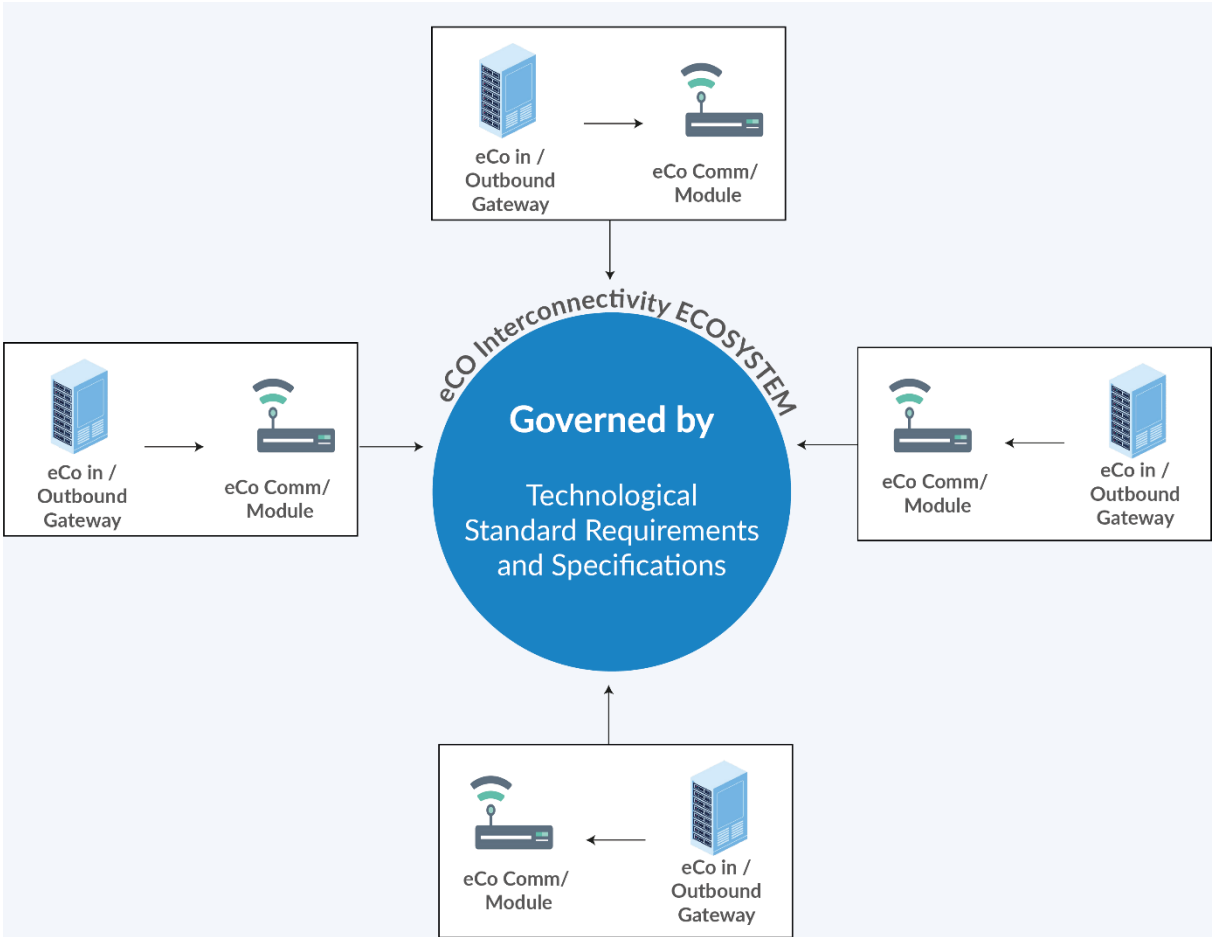 eCo in /
Outbound
Gateway
eCo Comm/
Module
eCO Interconnectivity ECOSYSTEM
eCo in /
Outbound
Gateway
eCo Comm/
Module
Governed by
Technological
Standard Requirements
and Specifications
eCo Comm/
Module
eCo in /
Outbound
Gateway
eCo Comm/
Module
eCo in /
Outbound
Gateway